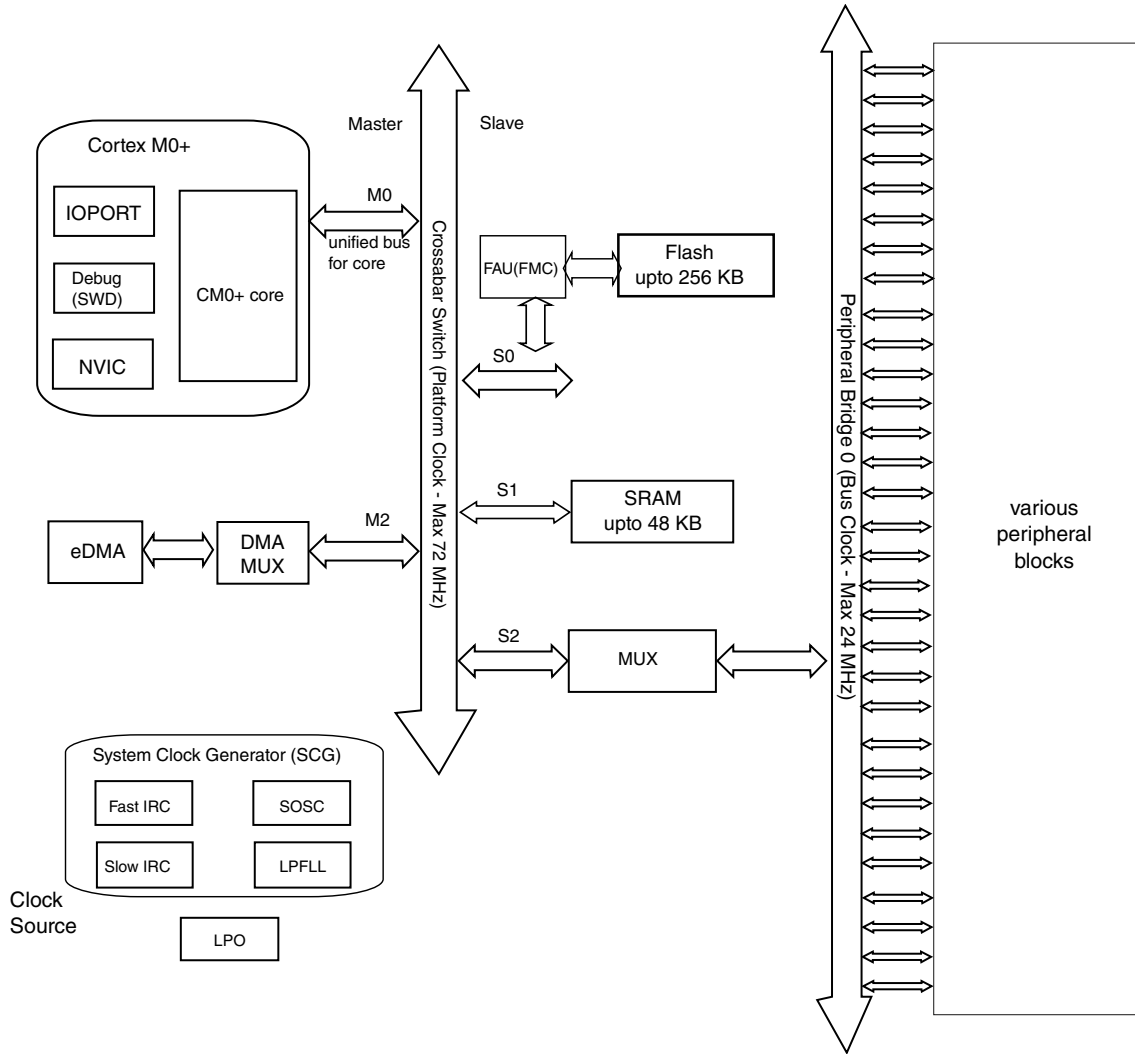 Master
Slave
Cortex M0+
IOPORT
Debug
(SWD)
NVIC
CM0+ core
M0
unified bus
for core
Crossabar Switch (Platform Clock - Max 72 MHz)
FAU(FMC)
Flash
upto 256 KB
S0
S1
SRAM
upto 48 KB
eDMA
DMA
MUX
M2
S2
MUX
Peripheral Bridge 0 (Bus Clock - Max 24 MHz)
various
peripheral
blocks
System Clock Generator (SCG)
Fast IRC
SOSC
Slow IRC
LPFLL
Clock
Source
LPO